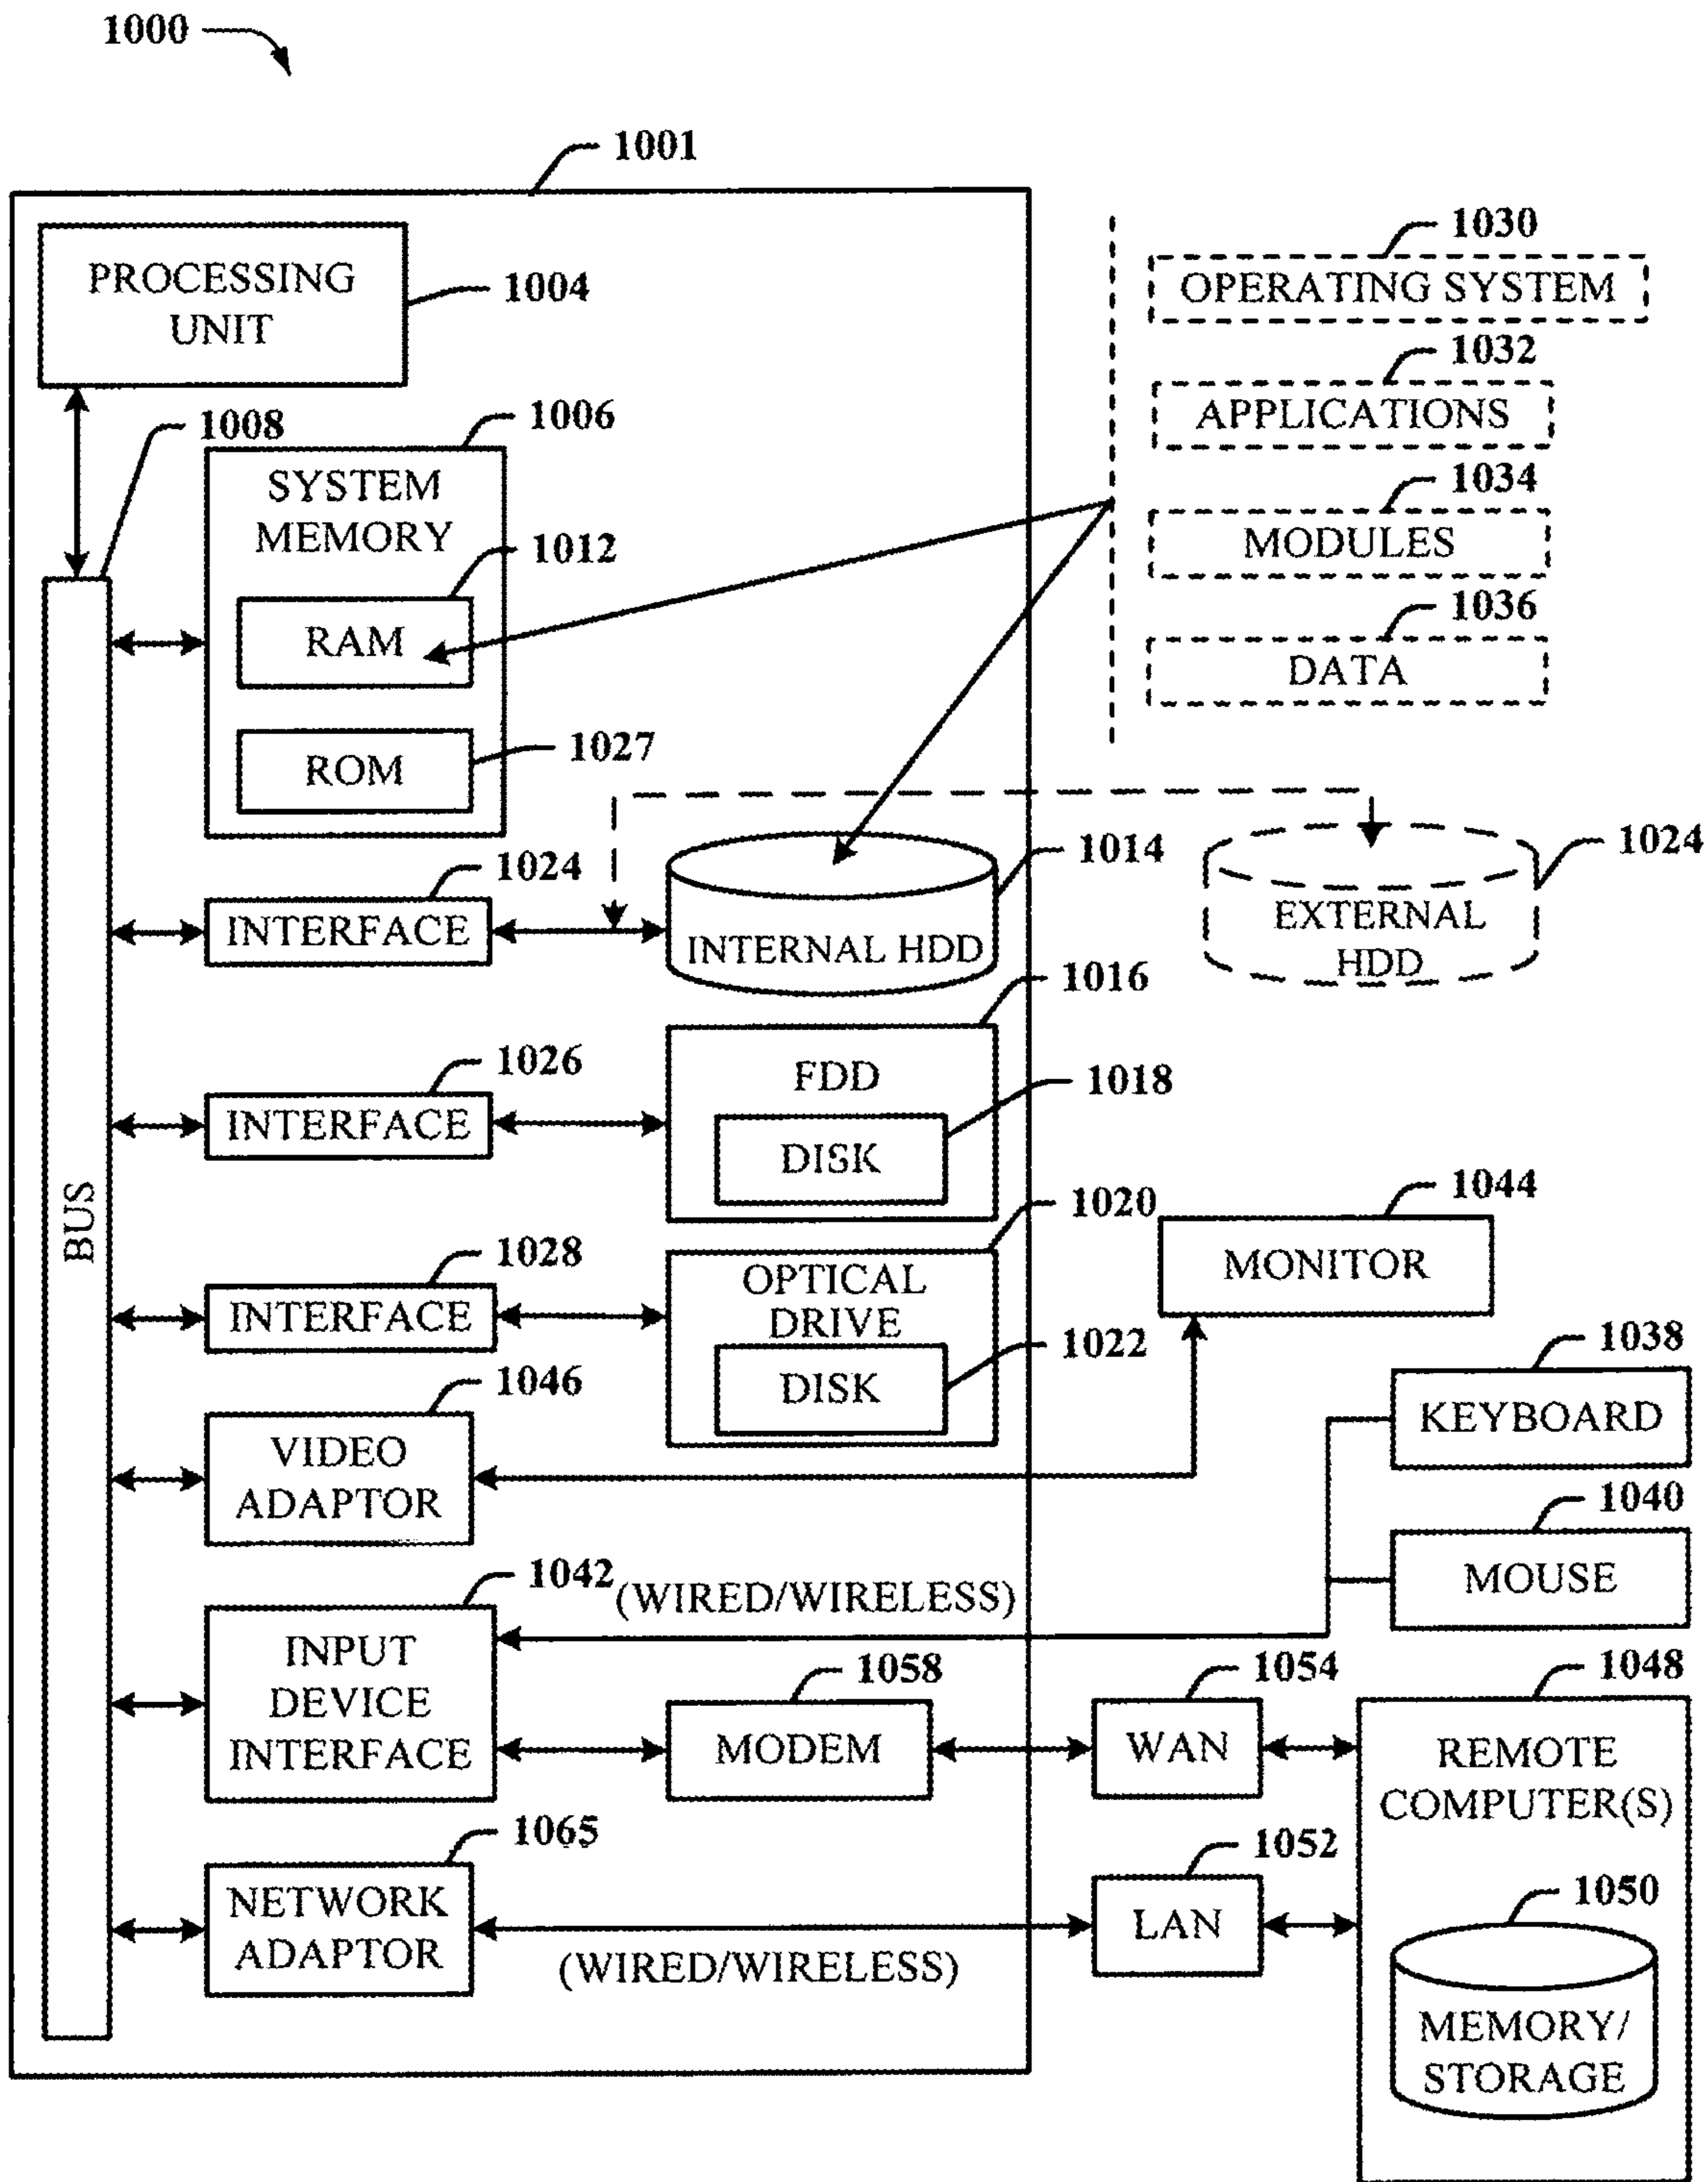 1000
1001
PROCESSING
UNIT
1004
1008
1006
SYSTEM
MEMORY
1012
RAM
1027
ROM
1030
OPERATING SYSTEM
1032
APPLICATIONS
1034
MODULES
1036
DATA
BUS
1024
INTERFACE
1014
INTERNAL HDD
1024
EXTERNAL
HDD
1026
INTERFACE
1016
FDD
1018
DISK
1028
INTERFACE
1020
OPTICAL
DRIVE
1022
DISK
1044
MONITOR
1046
VIDEO
ADAPTOR
1038
KEYBOARD
1040
MOUSE
1042
(WIRED/WIRELESS)
INPUT
DEVICE
INTERFACE
1058
MODEM
1054
WAN
1048
REMOTE
COMPUTER(S)
1065
NETWORK
ADAPTOR
(WIRED/WIRELESS)
1052
LAN
1050
MEMORY/
STORAGE